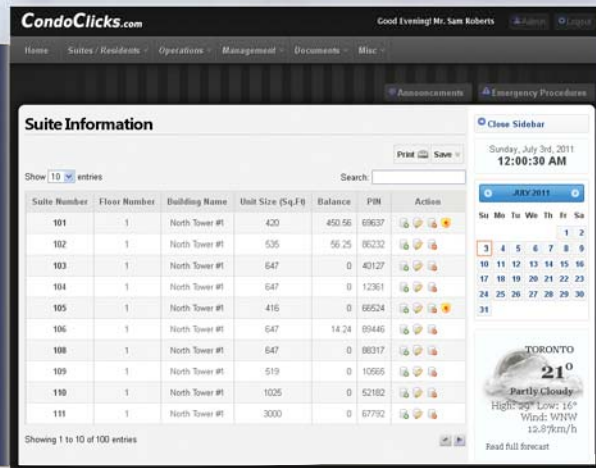 CondoClicks.com
Good Evening! Mr. Sam Roberts Admin Logout
Home Suites / Residents Operations Management Documents Misc
Announcements Emergency Procedures
Suite Information
Close Sidebar
Print Save
Sunday, July 3rd, 2011
12:00:30 AM
Show 10 entries Search:
Suite Number Floor Number Building Name Unit Size (Sq.Ft) Balance PIN Action
101 1 North Tower #1 420 450.56 69637
102 1 North Tower #1 535 56.25 86232
103 1 North Tower #1 647 0 40127
104 1 North Tower #1 647 0 12361
105 1 North Tower #1 416 0 66524
106 1 North Tower #1 647 14.24 89446
108 1 North Tower #1 647 0 88317
109 1 North Tower #1 519 0 10565
110 1 North Tower #1 1025 0 52182
111 1 North Tower #1 3000 0 67792
Showing 1 to 10 of 100 entries
JULY 2011
Su Mo Tu We Th Fr Sa
1 2
3 4 5 6 7 8 9
10 11 12 13 14 15 16
17 18 19 20 21 22 23
24 25 26 27 28 29 30
31
TORONTO
21°
Partly Cloudy
High: 29° Low: 16°
Wind: WNW
12.87km/h
Read full forecast